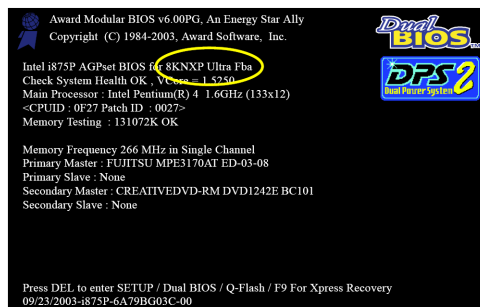 Award Modular BIOS v6.00PG, An Energy Star Ally
Copyright (C) 1984-2003, Award Software, Inc.
Dual
BIOS
TM
Intel i875P AGPset BIOS for 8KNXP Ultra Fba
Check System Health OK , VCore = 1.5250
Main Processor : Intel Pentium(R) 4 1.6GHz (133x12)
<CPUID : 0F27 Patch ID : 0027>
Memory Testing : 131072K OK
DPS2
Dual Power System
Memory Frequency 266 MHz in Single Channel
Primary Master : FUJITSU MPE3170AT ED-03-08
Primary Slave : None
Secondary Master : CREATIVEDVD-RM DVD1242E BC101
Secondary Slave : None
Press DEL to enter SETUP / Dual BIOS / Q-Flash / F9 For Xpress Recovery
09/23/2003-i875P-6A79BG03C-00